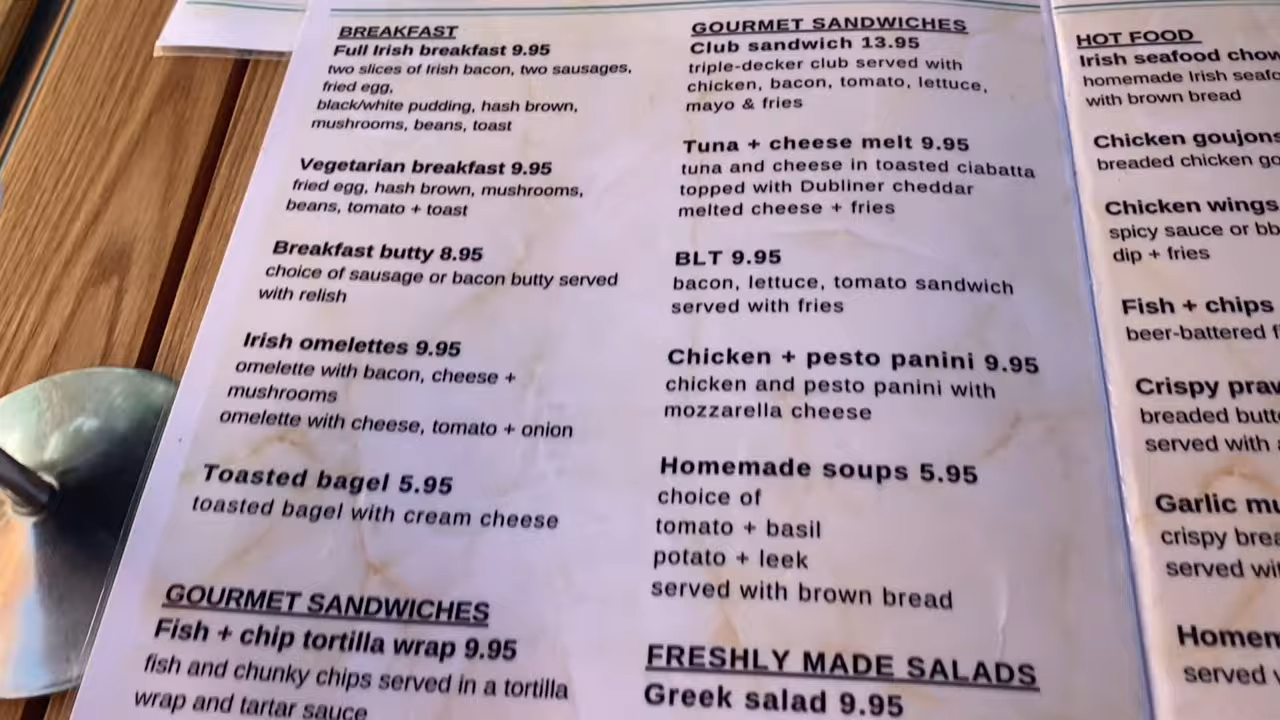 BREAKFAST
Full Irish breakfast 9.95
two slices of Irish bacon, two sausages,
fried egg,
black/white pudding, hash brown,
mushrooms, beans, toast
Vegetarian breakfast 9.95
fried egg, hash brown, mushrooms,
beans, tomato + toast
Breakfast butty 8.95
choice of sausage or bacon butty served
with relish
Irish omelettes 9.95
omelette with bacon, cheese +
mushrooms
omelette with cheese, tomato + onion
Toasted bagel 5.95
toasted bagel with cream cheese
GOURMET SANDWICHES
Fish + chip tortilla wrap 9.95
fish and chunky chips served in a tortilla
wrap and tartar sauce
GOURMET SANDWICHES
Club sandwich 13.95
triple-decker club served with
chicken, bacon, tomato, lettuce,
mayo & fries
Tuna + cheese melt 9.95
tuna and cheese in toasted ciabatta
topped with Dubliner cheddar
melted cheese + fries
BLT 9.95
bacon, lettuce, tomato sandwich
served with fries
Chicken + pesto panini 9.95
chicken and pesto panini with
mozzarella cheese
Homemade soups 5.95
choice of
tomato + basil
potato + leek
served with brown bread
FRESHLY MADE SALADS
Greek salad 9.95
HOT FOOD
Irish seafood
homemade Irish
with brown bread
Chicken goujons
breaded chicken
Chicken wings
spicy sauce or
dip + fries
Fish + chips
beer-battered
Crispy
breaded
served with
Garlic
crispy
served
served